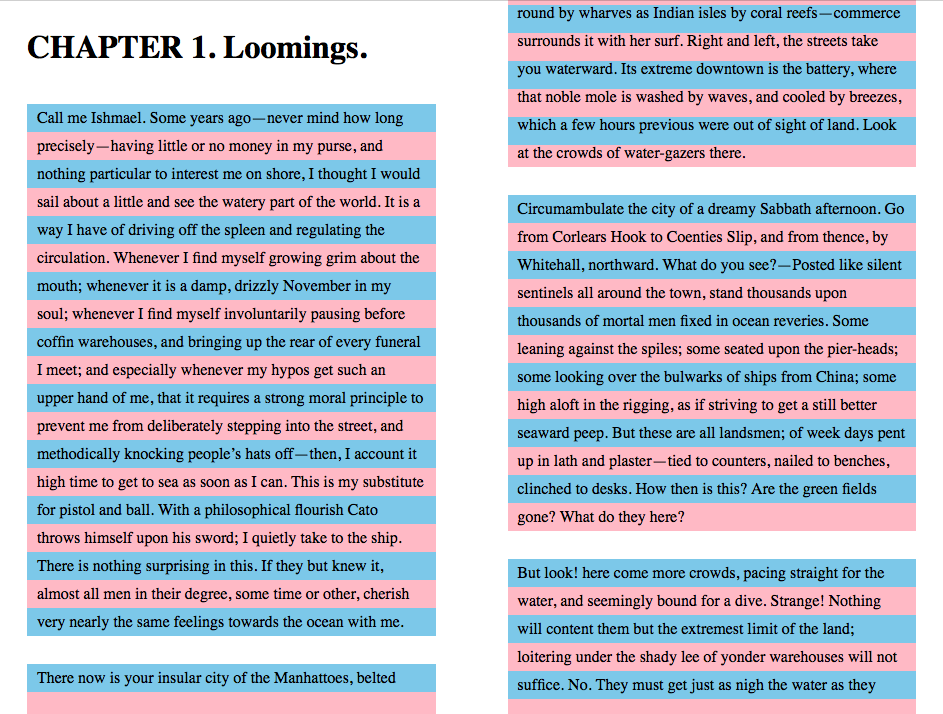 CHAPTER 1. Loomings.
Call me Ishmael. Some years ago—never mind how long
precisely—having little or no money in my purse, and
nothing particular to interest me on shore, I thought I would
sail about a little and see the watery part of the world. It is a
way I have of driving off the spleen and regulating the
circulation. Whenever I find myself growing grim about the
mouth; whenever it is a damp, drizzly November in my
soul; whenever I find myself involuntarily pausing before
coffin warehouses, and bringing up the rear of every funeral
I meet; and especially whenever my hypos get such an
upper hand of me, that it requires a strong moral principle to
prevent me from deliberately stepping into the street, and
methodically knocking people’s hats off—then, I account it
high time to get to sea as soon as I can. This is my substitute
for pistol and ball. With a philosophical flourish Cato
throws himself upon his sword; I quietly take to the ship.
There is nothing surprising in this. If they but knew it,
almost all men in their degree, some time or other, cherish
very nearly the same feelings towards the ocean with me.
There now is your insular city of the Manhattoes, belted
round by wharves as Indian isles by coral reefs—commerce
surrounds it with her surf. Right and left, the streets take
you waterward. Its extreme downtown is the battery, where
that noble mole is washed by waves, and cooled by breezes,
which a few hours previous were out of sight of land. Look
at the crowds of water-gazers there.
Circumambulate the city of a dreamy Sabbath afternoon. Go
from Corlears Hook to Coenties Slip, and from thence, by
Whitehall, northward. What do you see?—Posted like silent
sentinels all around the town, stand thousands upon
thousands of mortal men fixed in ocean reveries. Some
leaning against the spiles; some seated upon the pier-heads;
some looking over the bulwarks of ships from China; some
high aloft in the rigging, as if striving to get a still better
seaward peep. But these are all landsmen; of week days pent
up in lath and plaster—tied to counters, nailed to benches,
clinched to desks. How then is this? Are the green fields
gone? What do they here?
But look! here come more crowds, pacing straight for the
water, and seemingly bound for a dive. Strange! Nothing
will content them but the extremest limit of the land;
loitering under the shady lee of yonder warehouses will not
suffice. No. They must get just as nigh the water as they